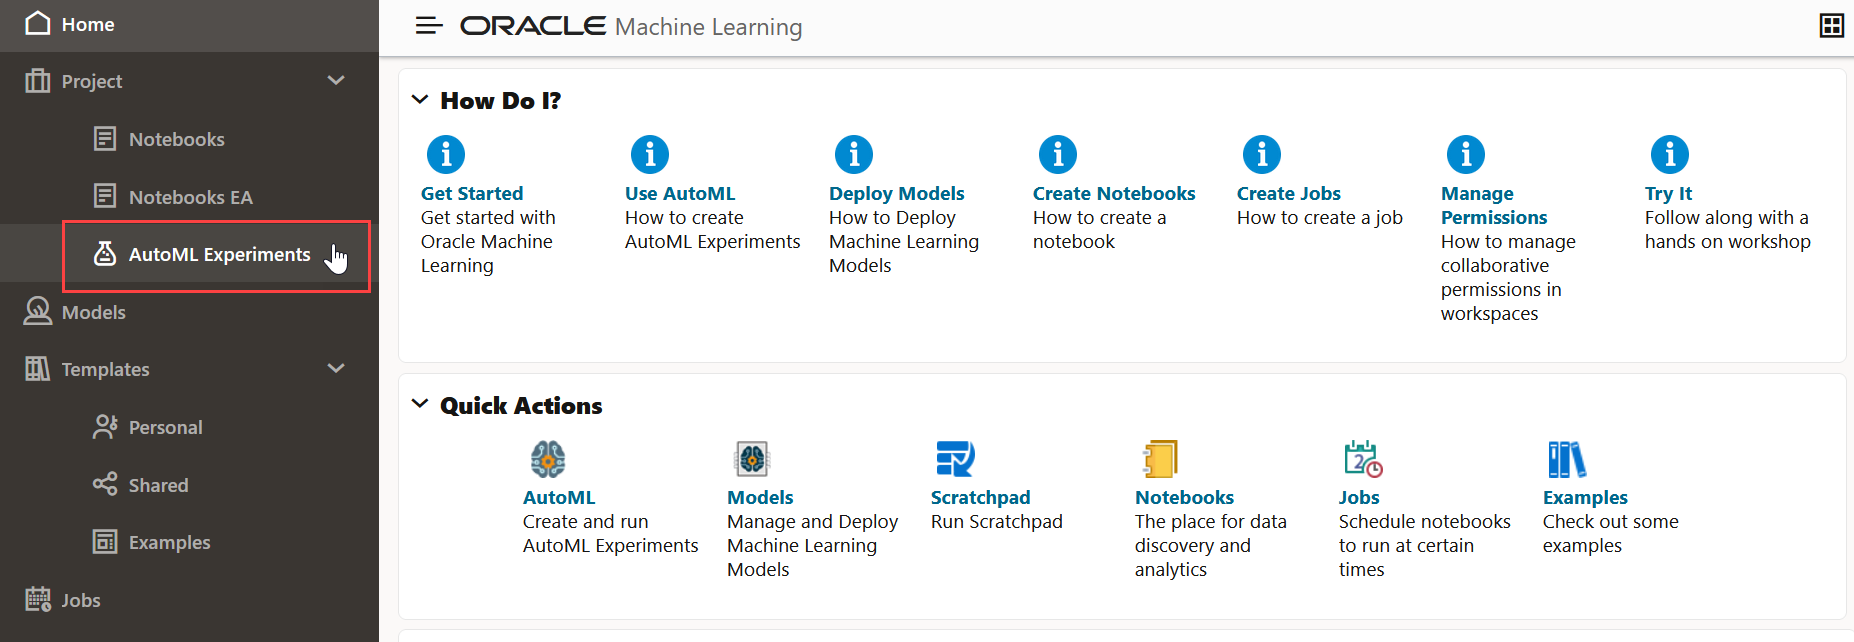 Home
Project
Notebooks
Notebooks EA
AutoML Experiments
Models
Templates
Personal
Shared
Examples
Jobs
ORACLE Machine Learning
How Do I?
Get Started
Get started with
Oracle Machine
Learning
Use AutoML
How to create
AutoML Experiments
Deploy Models
How to Deploy
Machine Learning
Models
Create Notebooks
How to create a
notebook
Create Jobs
How to create a job
Manage
Permissions
How to manage
collaborative
permissions in
workspaces
Try It
Follow along with a
hands on workshop
Quick Actions
AutoML
Create and run
AutoML Experiments
Models
Manage and Deploy
Machine Learning
Models
Scratchpad
Run Scratchpad
Notebooks
The place for data
discovery and
analytics
2
Jobs
Schedule notebooks
to run at certain
times
Examples
Check out some
examples